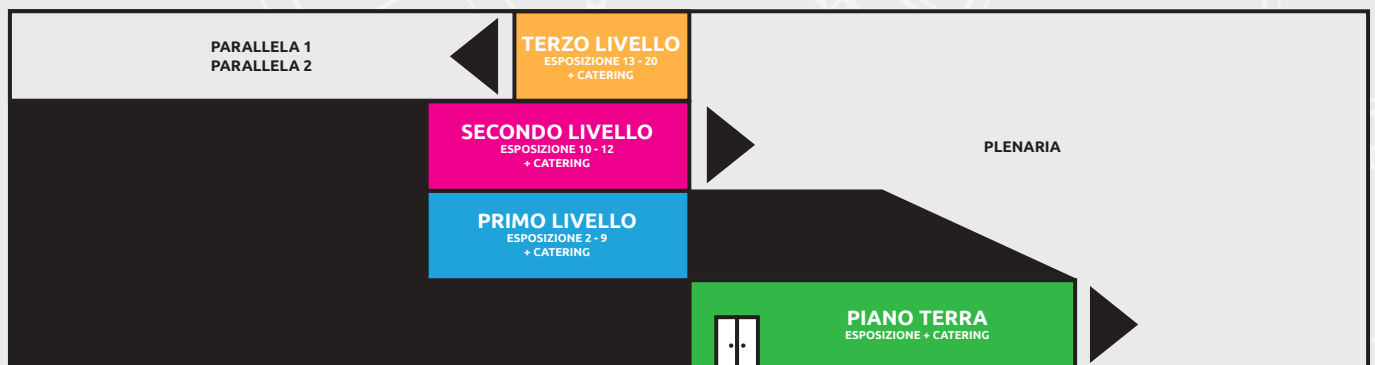 PARALLELA 1
PARALLELA 2
TERZO LIVELLO
ESPOSIZIONE 13 - 20
+ CATERING
SECONDO LIVELLO
ESPOSIZIONE 10 - 12
+ CATERING
PLENARIA
PRIMO LIVELLO
ESPOSIZIONE 2 - 9
+ CATERING
PIANO TERRA
ESPOSIZIONE + CATERING